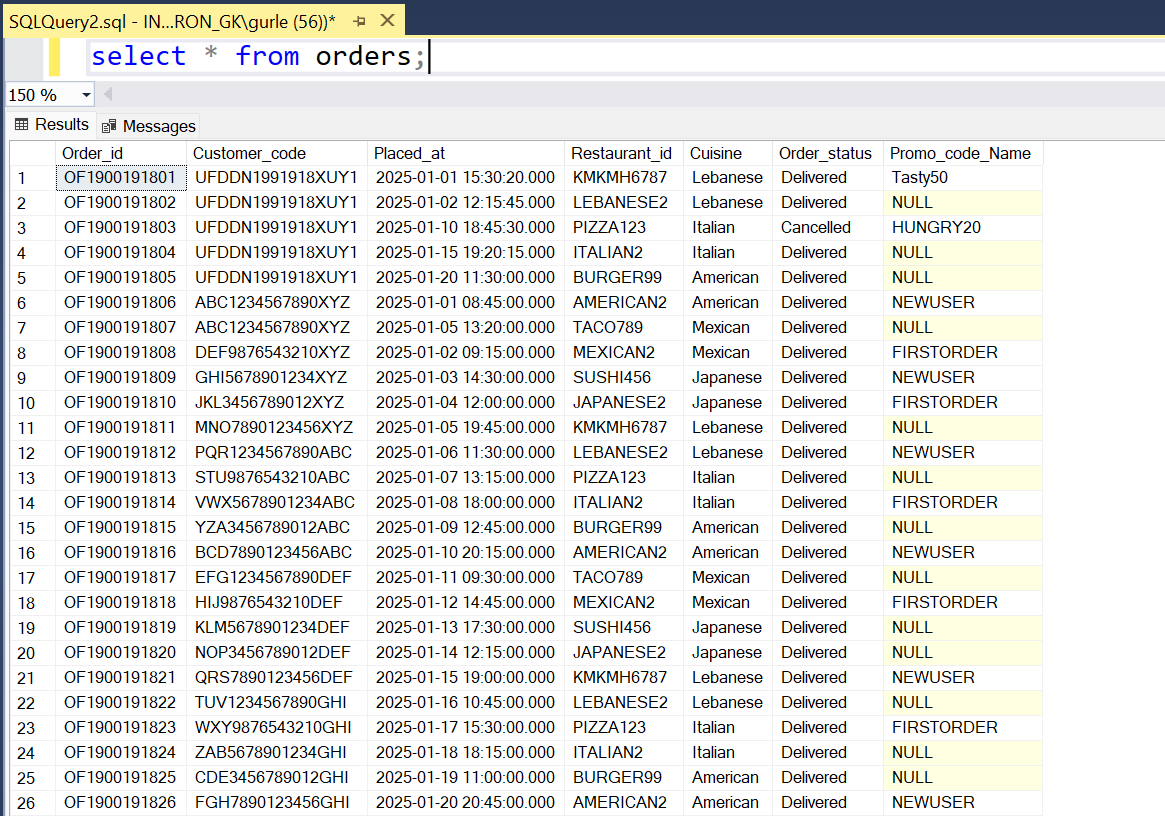 SQLQuery2.sql - IN...RON_GK\gurle (56))*
select * from orders;
150 %
Results Messages
Order_id Customer_code Placed_at Restaurant_id Cuisine Order_status Promo_code_Name
1 OF1900191801 UFDDN1991918XUY1 2025-01-01 15:30:20.000 KMKMH6787 Lebanese Delivered Tasty50
2 OF1900191802 UFDDN1991918XUY1 2025-01-02 12:15:45.000 LEBANESE2 Lebanese Delivered NULL
3 OF1900191803 UFDDN1991918XUY1 2025-01-10 18:45:30.000 PIZZA123 Italian Cancelled HUNGRY20
4 OF1900191804 UFDDN1991918XUY1 2025-01-15 19:20:15.000 ITALIAN2 Italian Delivered NULL
5 OF1900191805 UFDDN1991918XUY1 2025-01-20 11:30:00.000 BURGER99 American Delivered NULL
6 OF1900191806 ABC1234567890XYZ 2025-01-01 08:45:00.000 AMERICAN2 American Delivered NEWUSER
7 OF1900191807 ABC1234567890XYZ 2025-01-05 13:20:00.000 TACO789 Mexican Delivered NULL
8 OF1900191808 DEF9876543210XYZ 2025-01-02 09:15:00.000 MEXICAN2 Mexican Delivered FIRSTORDER
9 OF1900191809 GHI5678901234XYZ 2025-01-03 14:30:00.000 SUSHI456 Japanese Delivered NEWUSER
10 OF1900191810 JKL3456789012XYZ 2025-01-04 12:00:00.000 JAPANESE2 Japanese Delivered FIRSTORDER
11 OF1900191811 MNO7890123456XYZ 2025-01-05 19:45:00.000 KMKMH6787 Lebanese Delivered NULL
12 OF1900191812 PQR1234567890ABC 2025-01-06 11:30:00.000 LEBANESE2 Lebanese Delivered NEWUSER
13 OF1900191813 STU9876543210ABC 2025-01-07 13:15:00.000 PIZZA123 Italian Delivered NULL
14 OF1900191814 VWX5678901234ABC 2025-01-08 18:00:00.000 ITALIAN2 Italian Delivered FIRSTORDER
15 OF1900191815 YZA3456789012ABC 2025-01-09 12:45:00.000 BURGER99 American Delivered NULL
16 OF1900191816 BCD7890123456ABC 2025-01-10 20:15:00.000 AMERICAN2 American Delivered NEWUSER
17 OF1900191817 EFG1234567890DEF 2025-01-11 09:30:00.000 TACO789 Mexican Delivered NULL
18 OF1900191818 HIJ9876543210DEF 2025-01-12 14:45:00.000 MEXICAN2 Mexican Delivered FIRSTORDER
19 OF1900191819 KLM5678901234DEF 2025-01-13 17:30:00.000 SUSHI456 Japanese Delivered NULL
20 OF1900191820 NOP3456789012DEF 2025-01-14 12:15:00.000 JAPANESE2 Japanese Delivered NULL
21 OF1900191821 QRS7890123456DEF 2025-01-15 19:00:00.000 KMKMH6787 Lebanese Delivered NEWUSER
22 OF1900191822 TUV1234567890GHI 2025-01-16 10:45:00.000 LEBANESE2 Lebanese Delivered NULL
23 OF1900191823 WXY9876543210GHI 2025-01-17 15:30:00.000 PIZZA123 Italian Delivered FIRSTORDER
24 OF1900191824 ZAB5678901234GHI 2025-01-18 18:15:00.000 ITALIAN2 Italian Delivered NULL
25 OF1900191825 CDE3456789012GHI 2025-01-19 11:00:00.000 BURGER99 American Delivered NULL
26 OF1900191826 FGH7890123456GHI 2025-01-20 20:45:00.000 AMERICAN2 American Delivered NEWUSER